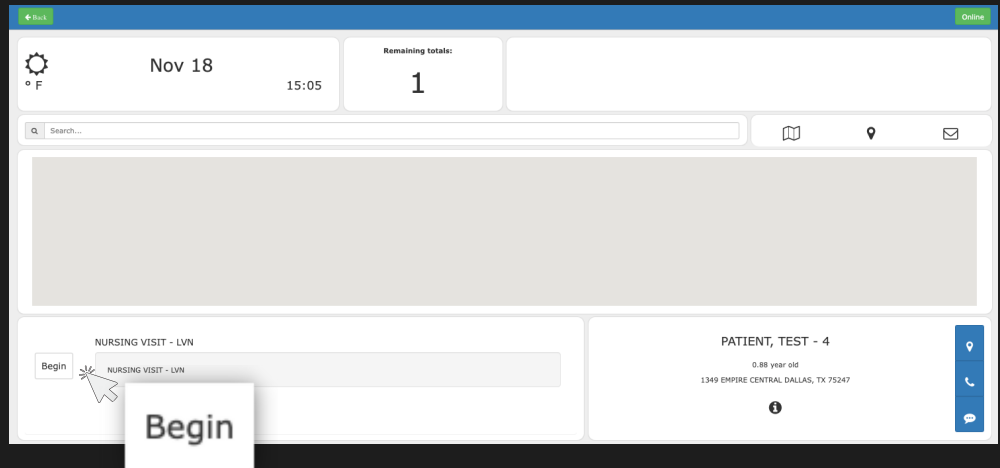 Back
Online
Nov 18
° F
15:05
Remaining totals:
1
Search...
NURSING VISIT - LVN
Begin
NURSING VISIT - LVN
Begin
PATIENT, TEST - 4
0.88 year old
1349 EMPIRE CENTRAL DALLAS, TX 75247